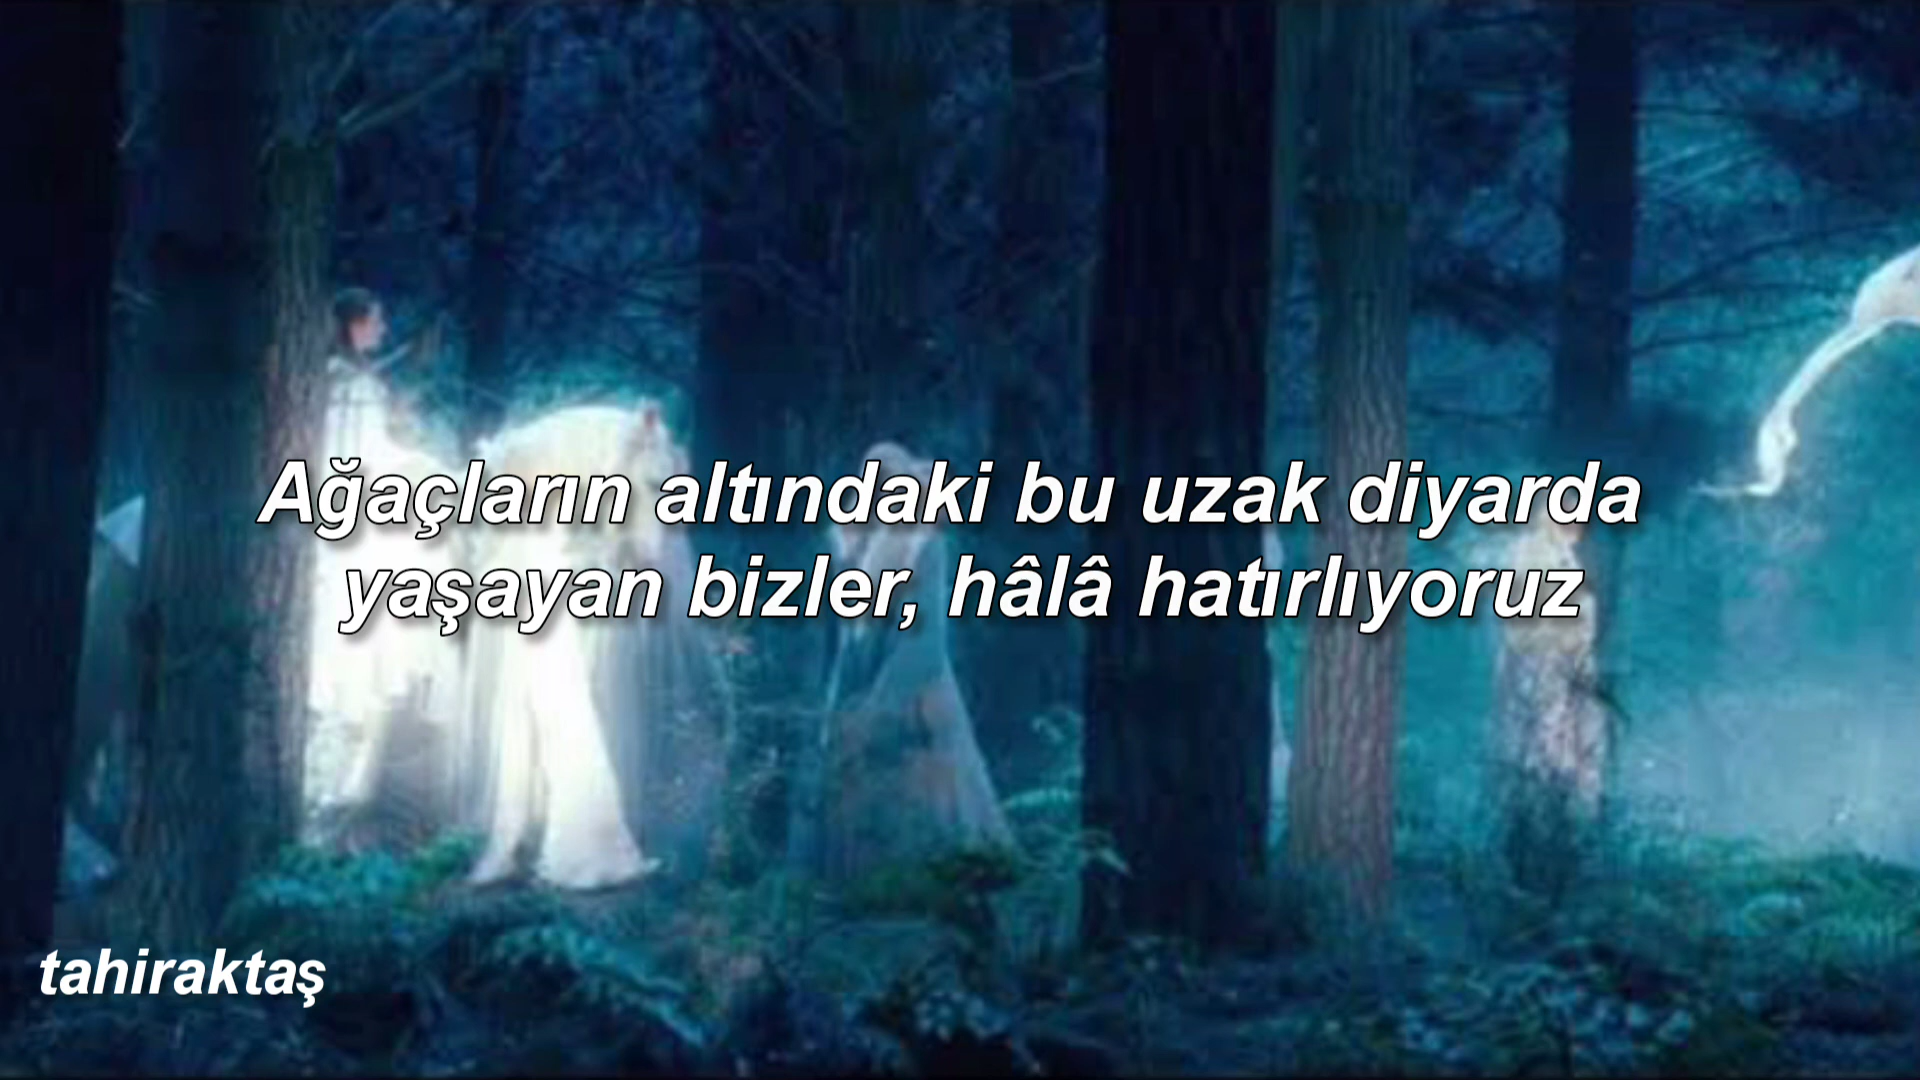 Ağaçların altındaki bu uzak diyarda
yaşayan bizler, hâlâ hatırlıyoruz
tahiraktaş